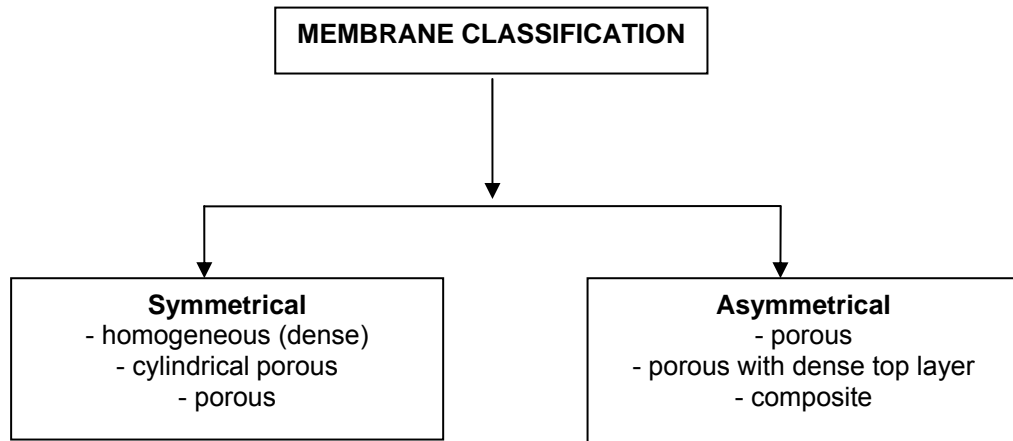 MEMBRANE CLASSIFICATION
Symmetrical
- homogeneous (dense)
- cylindrical porous
- porous
Asymmetrical
- porous
- porous with dense top layer
- composite